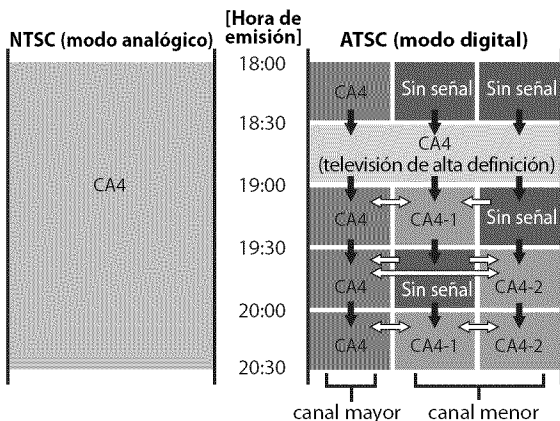 [Hora de emisión]
NTSC (modo analógico)
ATSC (modo digital)
18:00
CA4
Sin señal
Sin señal
18:30
CA4
(televisión de alta definición)
CA4
19:00
CA4
CA4-1
Sin señal
19:30
CA4
Sin señal
CA4-2
20:00
CA4
CA4-1
CA4-2
20:30
canal mayor
canal menor